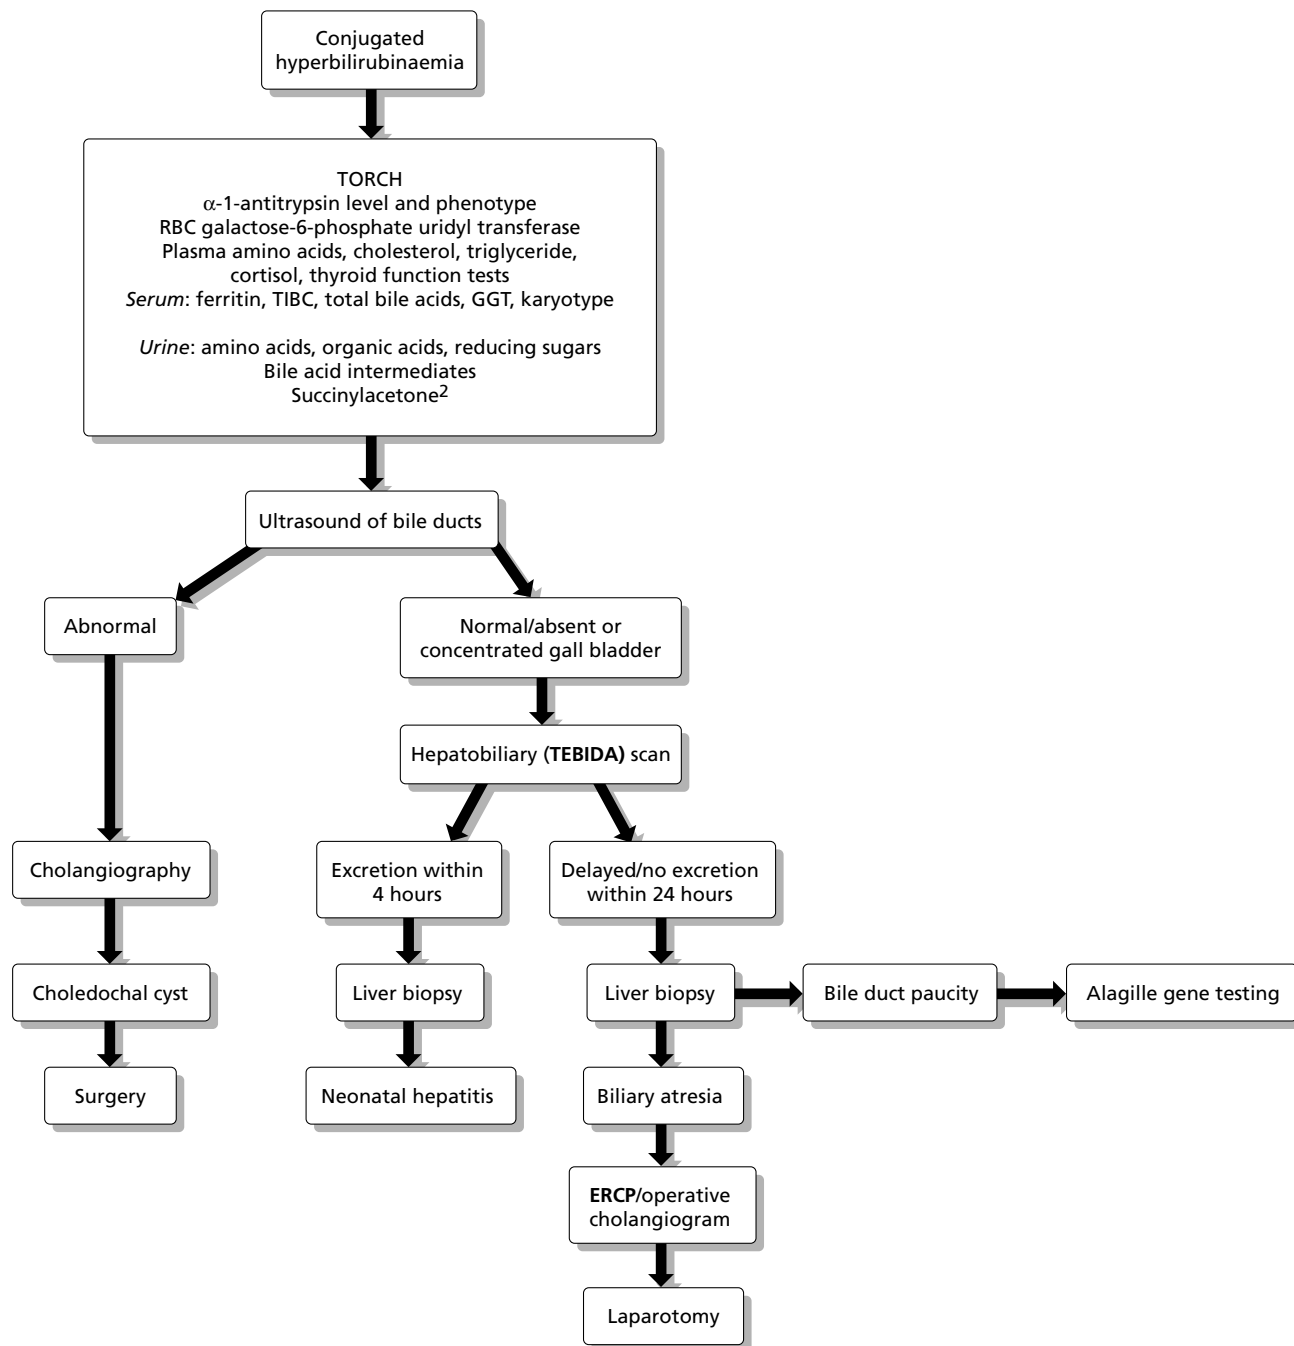 Conjugated
hyperbilirubinaemia
TORCH
α-1-antitrypsin level and phenotype
RBC galactose-6-phosphate uridyl transferase
Plasma amino acids, cholesterol, triglyceride,
cortisol, thyroid function tests
Serum: ferritin, TIBC, total bile acids, GGT, karyotype
Urine: amino acids, organic acids, reducing sugars
Bile acid intermediates
Succinylacetone2
Ultrasound of bile ducts
Abnormal
Normal/absent or
concentrated gall bladder
Hepatobiliary (TEBIDA) scan
Cholangiography
Excretion within
4 hours
Delayed/no excretion
within 24 hours
Choledochal cyst
Liver biopsy
Liver biopsy
Bile duct paucity
Alagille gene testing
Surgery
Neonatal hepatitis
Biliary atresia
ERCP/operative
cholangiogram
Laparotomy